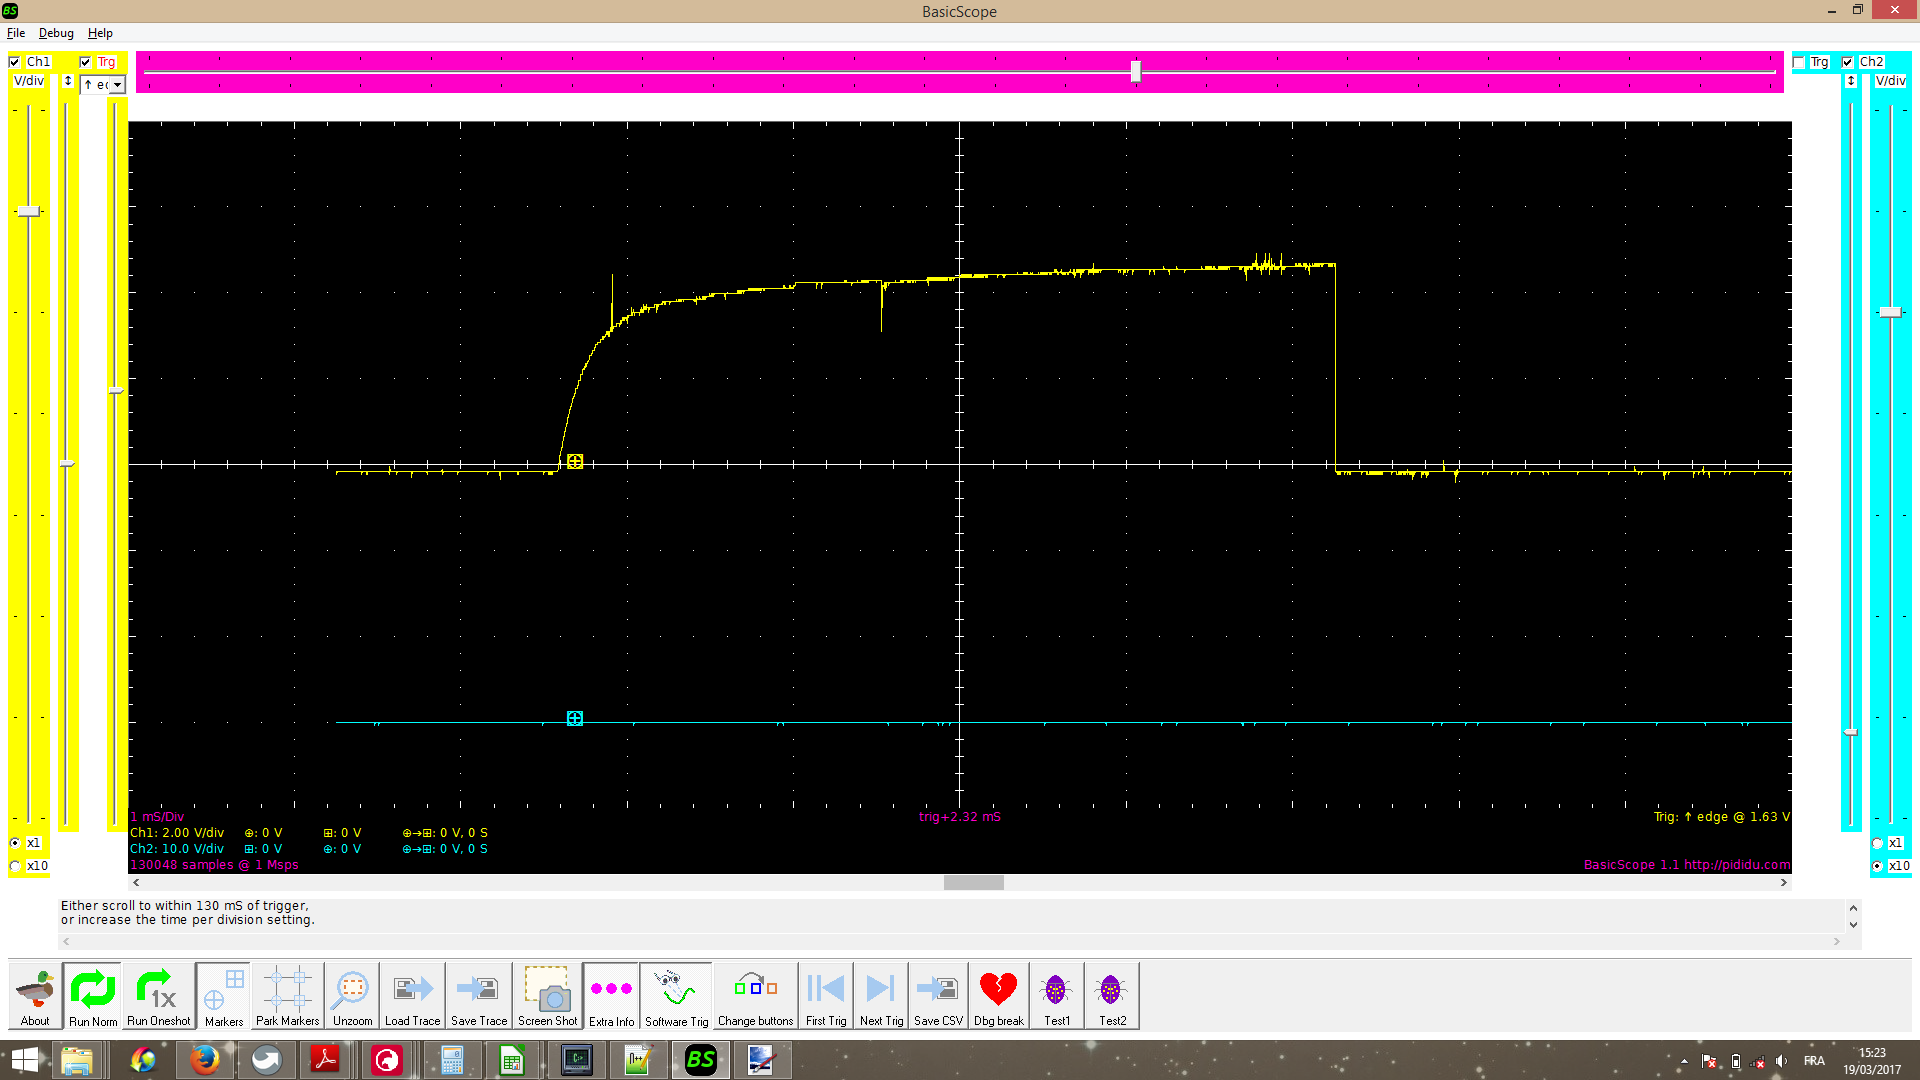 BS
BasicScope
File Debug Help
Ch1 Trg
Trg Ch2
V/div
V/div
1 mS/Div
trig+2.32 mS
Ch1: 2.00 V/div ⊕: 0 V ⊞: 0 V ⊕→⊞: 0 V, 0 S
Trig: ↑ edge @ 1.63 V
Ch2: 10.0 V/div ⊞: 0 V ⊕: 0 V ⊕→⊞: 0 V, 0 S
130048 samples @ 1 Msps
BasicScope 1.1 http://pididu.com
x1
x10
x1
x10
Either scroll to within 130 mS of trigger,
or increase the time per division setting.
1x
About Run Norm Run Oneshot Markers Park Markers Unzoom Load Trace Save Trace Screen Shot Extra Info Software Trig Change buttons First Trig Next Trig Save CSV Dbg break Test1 Test2
BS
FRA
15:23
19/03/2017